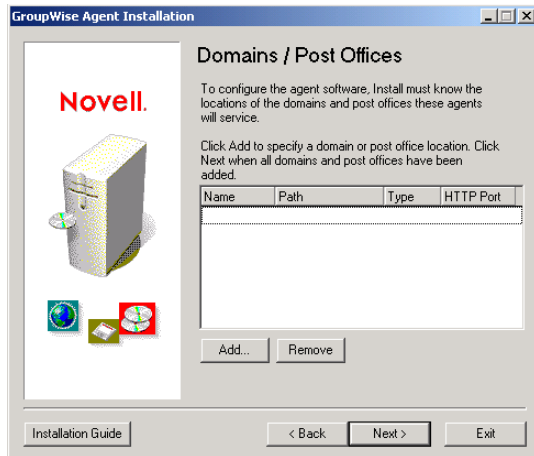 GroupWise Agent Installation
Novell.
Domains / Post Offices
To configure the agent software, Install must know the
locations of the domains and post offices these agents
will service.
Click Add to specify a domain or post office location. Click
Next when all domains and post offices have been
added.
Name Path Type HTTP Port
Add... Remove
Installation Guide < Back Next > Exit